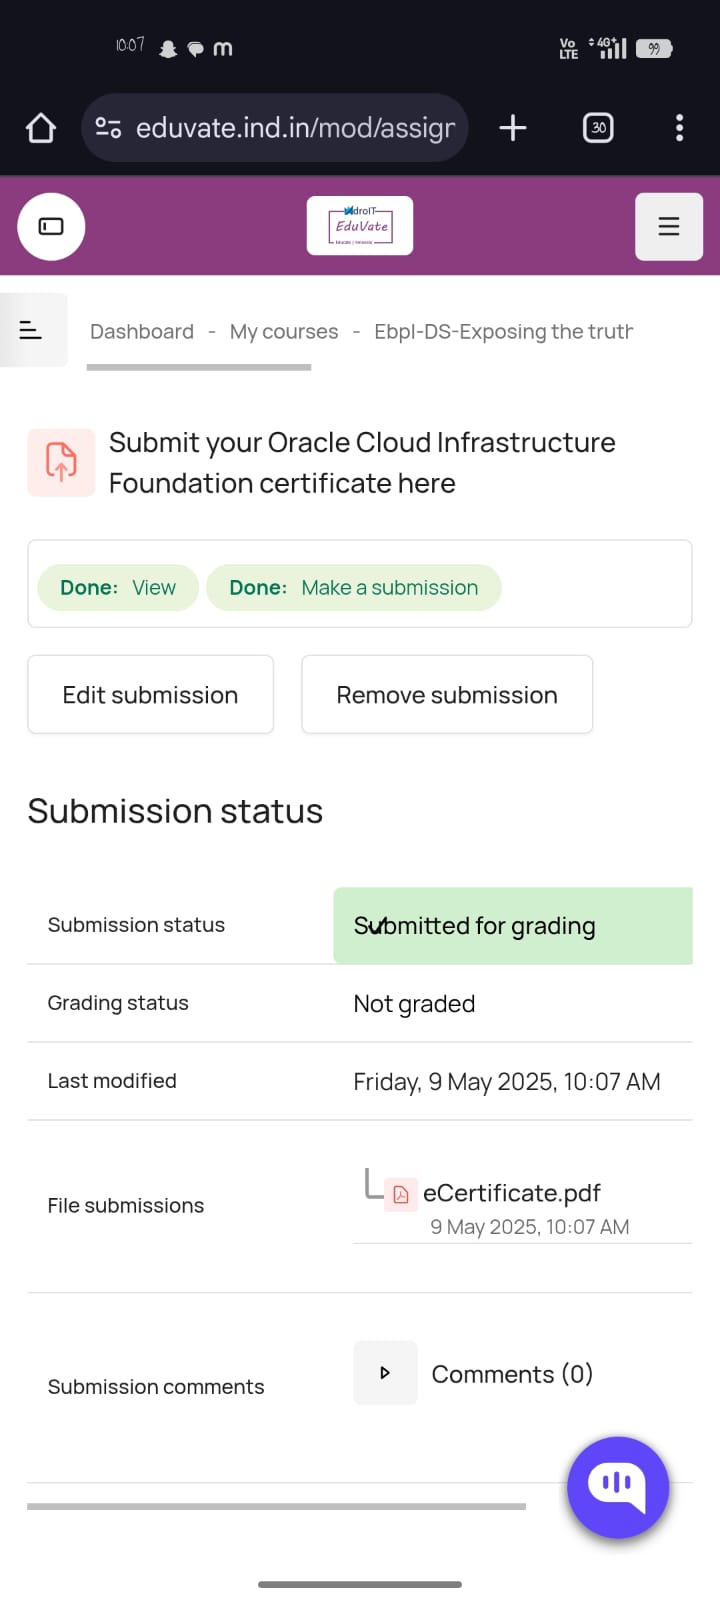 10:07
m
Vo
LTE
4G+
99
eduvate.ind.in/mod/assign
30
droIT
EduVate
Dashboard - My courses - Ebpl-DS-Exposing the truth
Submit your Oracle Cloud Infrastructure
Foundation certificate here
Done: View Done: Make a submission
Edit submission Remove submission
Submission status
Submission status Submitted for grading
Grading status Not graded
Last modified Friday, 9 May 2025, 10:07 AM
File submissions eCertificate.pdf
9 May 2025, 10:07 AM
Submission comments Comments (0)